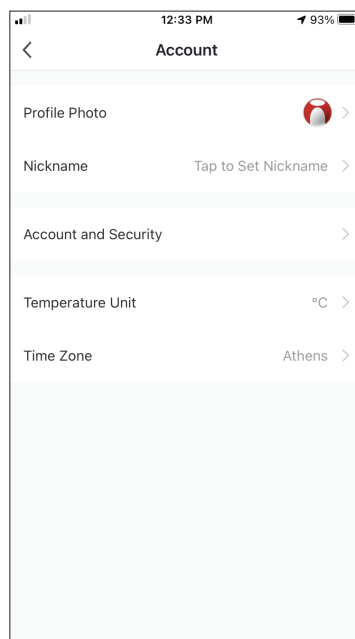 12:33 PM 93%
Account
Profile Photo
Nickname Tap to Set Nickname
Account and Security
Temperature Unit °C
Time Zone Athens